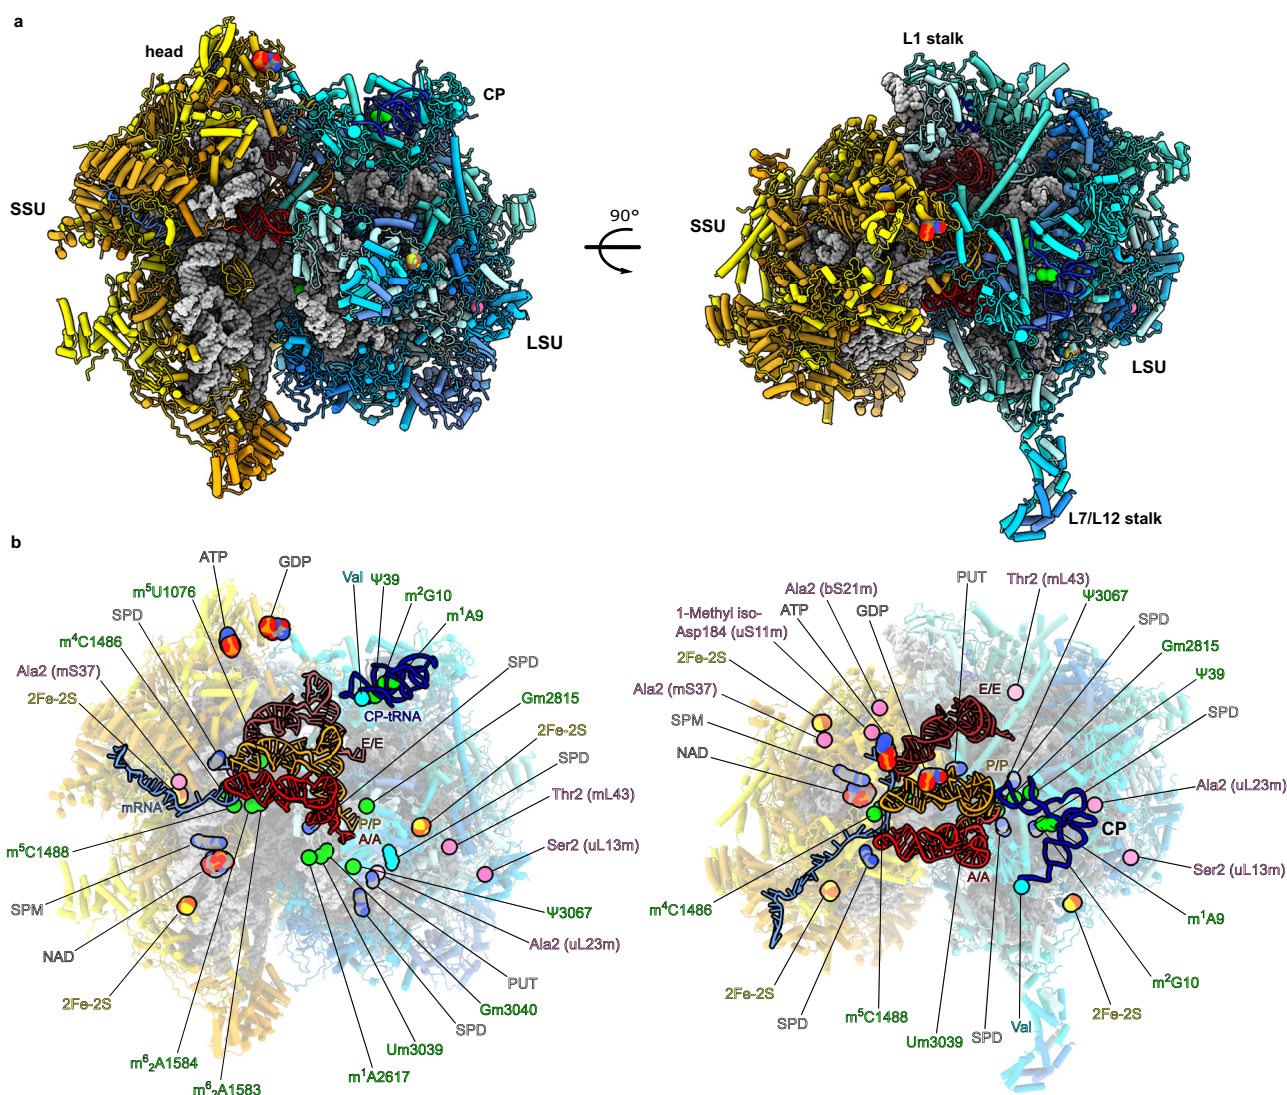 a
head
CP
SSU
LSU
90°
L1 stalk
SSU
LSU
L7/L12 stalk
b
ATP
GDP
m⁵U1076
SPD
m⁴C1486
Ala2 (mS37)
2Fe-2S
Val
Ψ39
m²G10
m¹A9
SPD
Gm2815
CP-tRNA
E/E
2Fe-2S
SPD
mRNA
Thr2 (mL43)
P/P
A/A
Ser2 (uL13m)
m⁵C1488
SPM
Ψ3067
NAD
Ala2 (uL23m)
PUT
2Fe-2S
Gm3040
SPD
Um3039
m⁶₂A1584
m¹A2617
m⁶₂A1583
PUT
Thr2 (mL43)
Ala2 (bS21m)
Ψ3067
ATP
GDP
1-Methyl iso-
Asp184 (uS11m)
SPD
2Fe-2S
Gm2815
Ala2 (mS37)
Ψ39
E/E
SPM
SPD
NAD
P/P
Ala2 (uL23m)
CP
Ser2 (uL13m)
A/A
m⁴C1486
m¹A9
m²G10
2Fe-2S
2Fe-2S
SPD
m⁵C1488
Val
Um3039
SPD